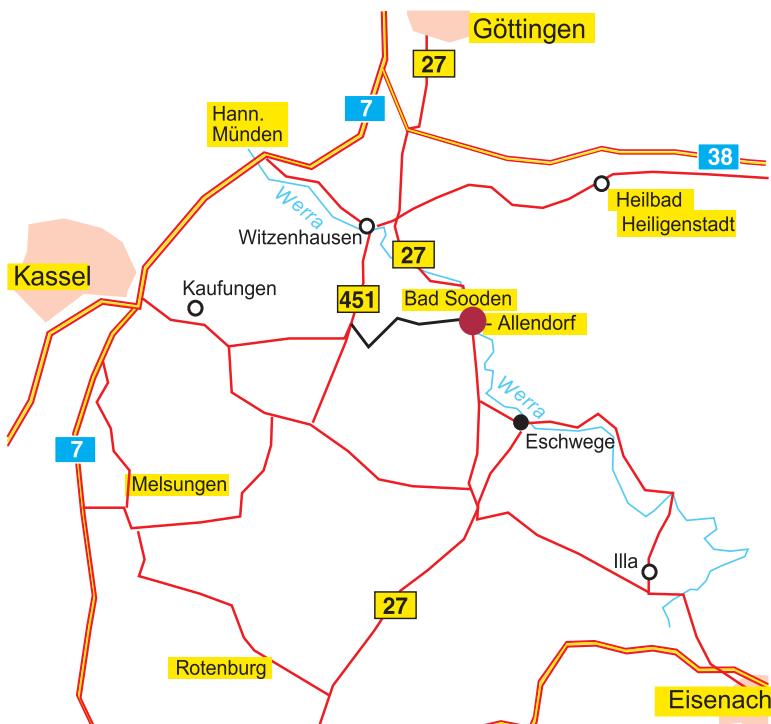 Göttingen
27
7
Hann.
Münden
38
Werra
Heilbad
Heiligenstadt
Witzenhausen
27
Kassel
Kaufungen
451
Bad Sooden
- Allendorf
Werra
Eschwege
7
Melsungen
Illa
27
Rotenburg
Eisenach